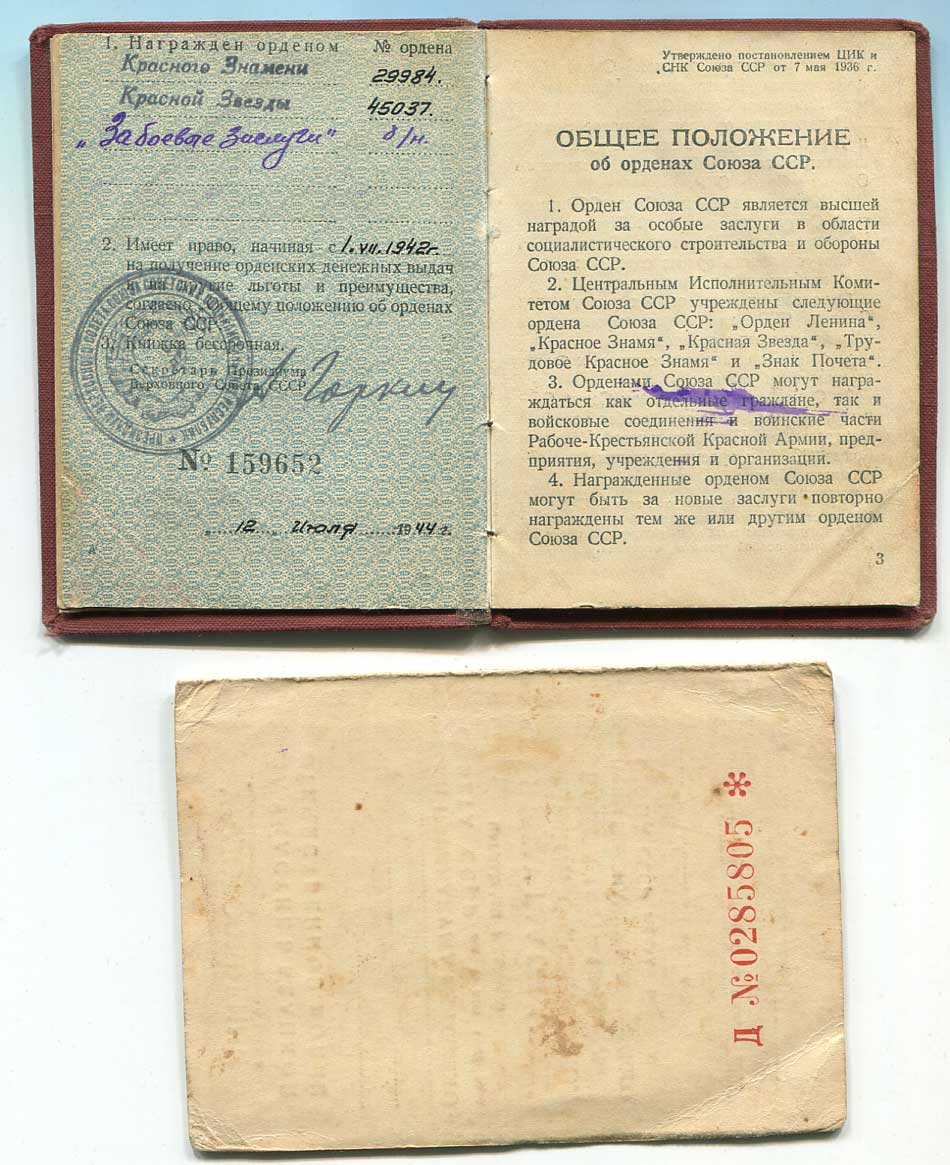 1. Награжден орденом № ордена
Красного Знамени 29984.
Красной Звезды 45037.
„За боевые заслуги" б/н.
2. Имеет право, начиная с 1.VII.1942г.
на получение орденских денежных выдач
и на другие льготы и преимущества,
согласно общему положению об орденах
Союза ССР.
3. Книжка бессрочная.
Секретарь Президиума
Верховного Совета СССР
Горкин
№ 159652
„ 12 „ Июля 1944 г.
А
Утверждено постановлением ЦИК и
СНК Союза ССР от 7 мая 1936 г.
ОБЩЕЕ ПОЛОЖЕНИЕ
об орденах Союза ССР.
1. Орден Союза ССР является высшей
наградой за особые заслуги в области
социалистического строительства и обороны
Союза ССР.
2. Центральным Исполнительным Коми-
тетом Союза ССР учреждены следующие
ордена Союза ССР: „Орден Ленина",
„Красное Знамя", „Красная Звезда", „Тру-
довое Красное Знамя" и „Знак Почета".
3. Орденами Союза ССР могут награ-
ждаться как отдельные граждане, так и
войсковые соединения и воинские части
Рабоче-Крестьянской Красной Армии, пред-
приятия, учреждения и организации.
4. Награжденные орденом Союза ССР
могут быть за новые заслуги повторно
награждены тем же или другим орденом
Союза ССР.
3
Д № 0285805 *